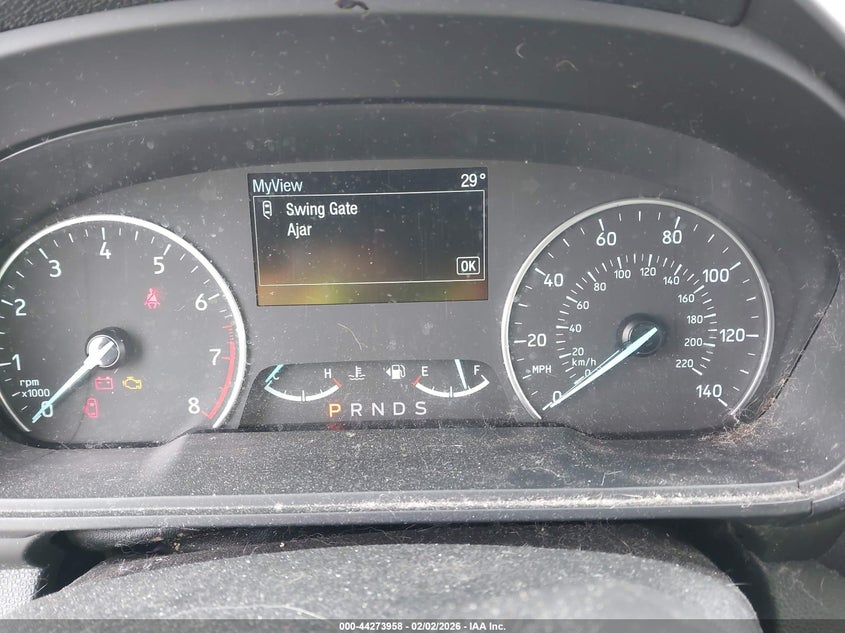 MyView 29°
Swing Gate
Ajar
OK
0 1 2 3 4 5 6 7 8
rpm
x1000
C H
E F
P R N D S
0 20 40 60 80 100 120 140
MPH
0 20 40 60 80 100 120 140 160 180 200 220
km/h
000-44273958 - 02/02/2026 - IAA Inc.